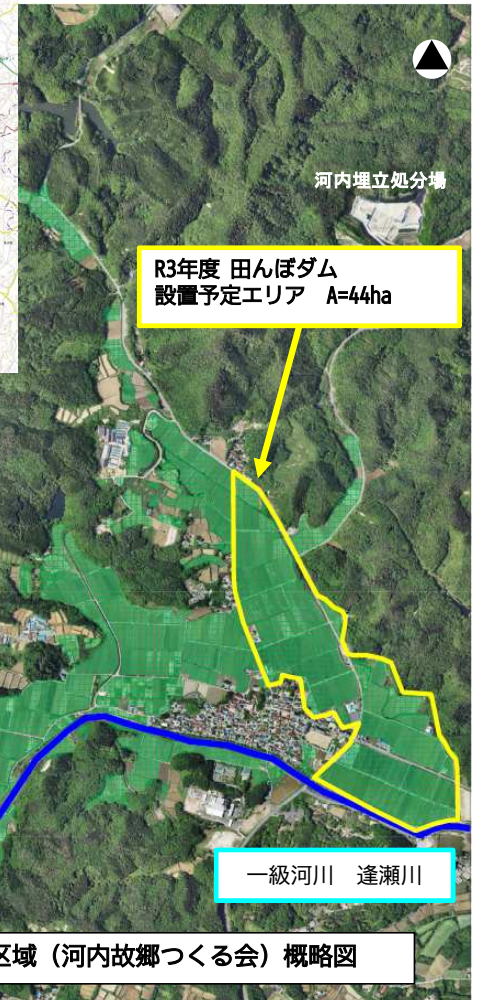 河内埋立処分場
R3年度 田んぼダム
設置予定エリア A=44ha
一級河川 逢瀬川
区域（河内故郷つくる会）概略図